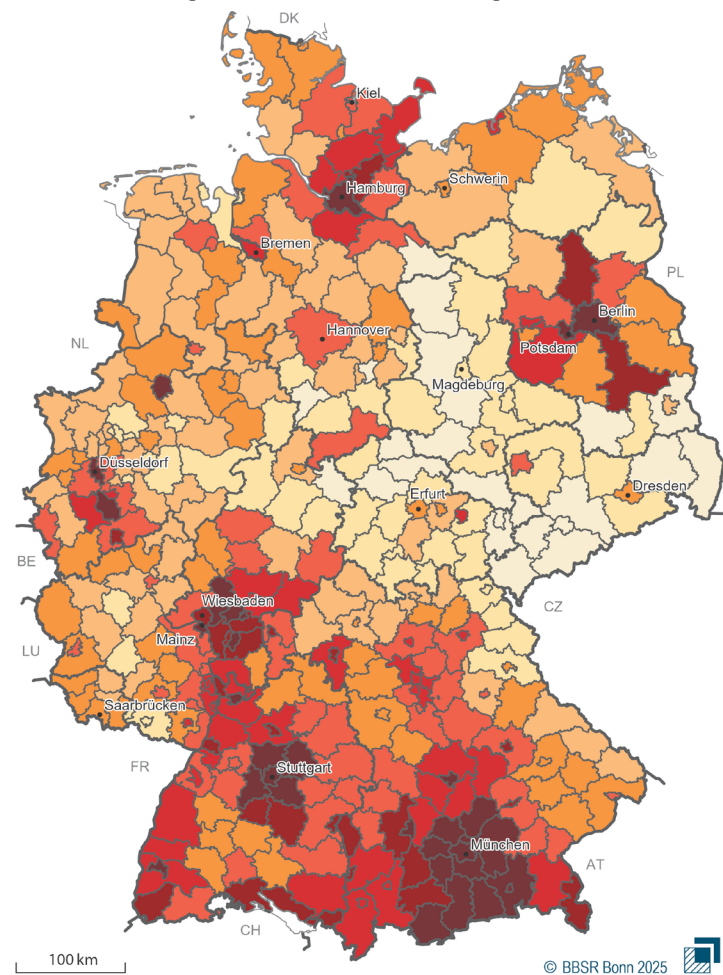 DK
Kiel
Hamburg
Schwerin
Bremen
PL
Berlin
Hannover
NL
Potsdam
Magdeburg
Düsseldorf
Dresden
Erfurt
BE
Wiesbaden
CZ
Mainz
LU
Saarbrücken
FR
Stuttgart
München
AT
CH
100 km
© BBSR Bonn 2025